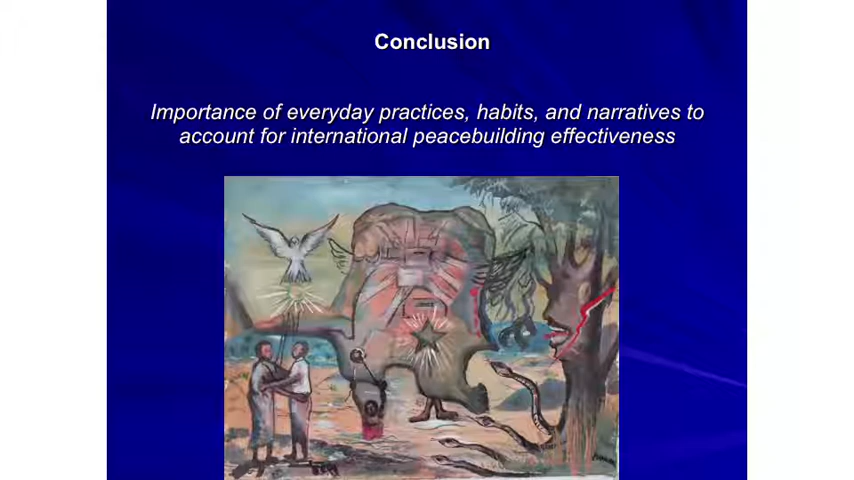 Conclusion
Importance of everyday practices, habits, and narratives to
account for international peacebuilding effectiveness